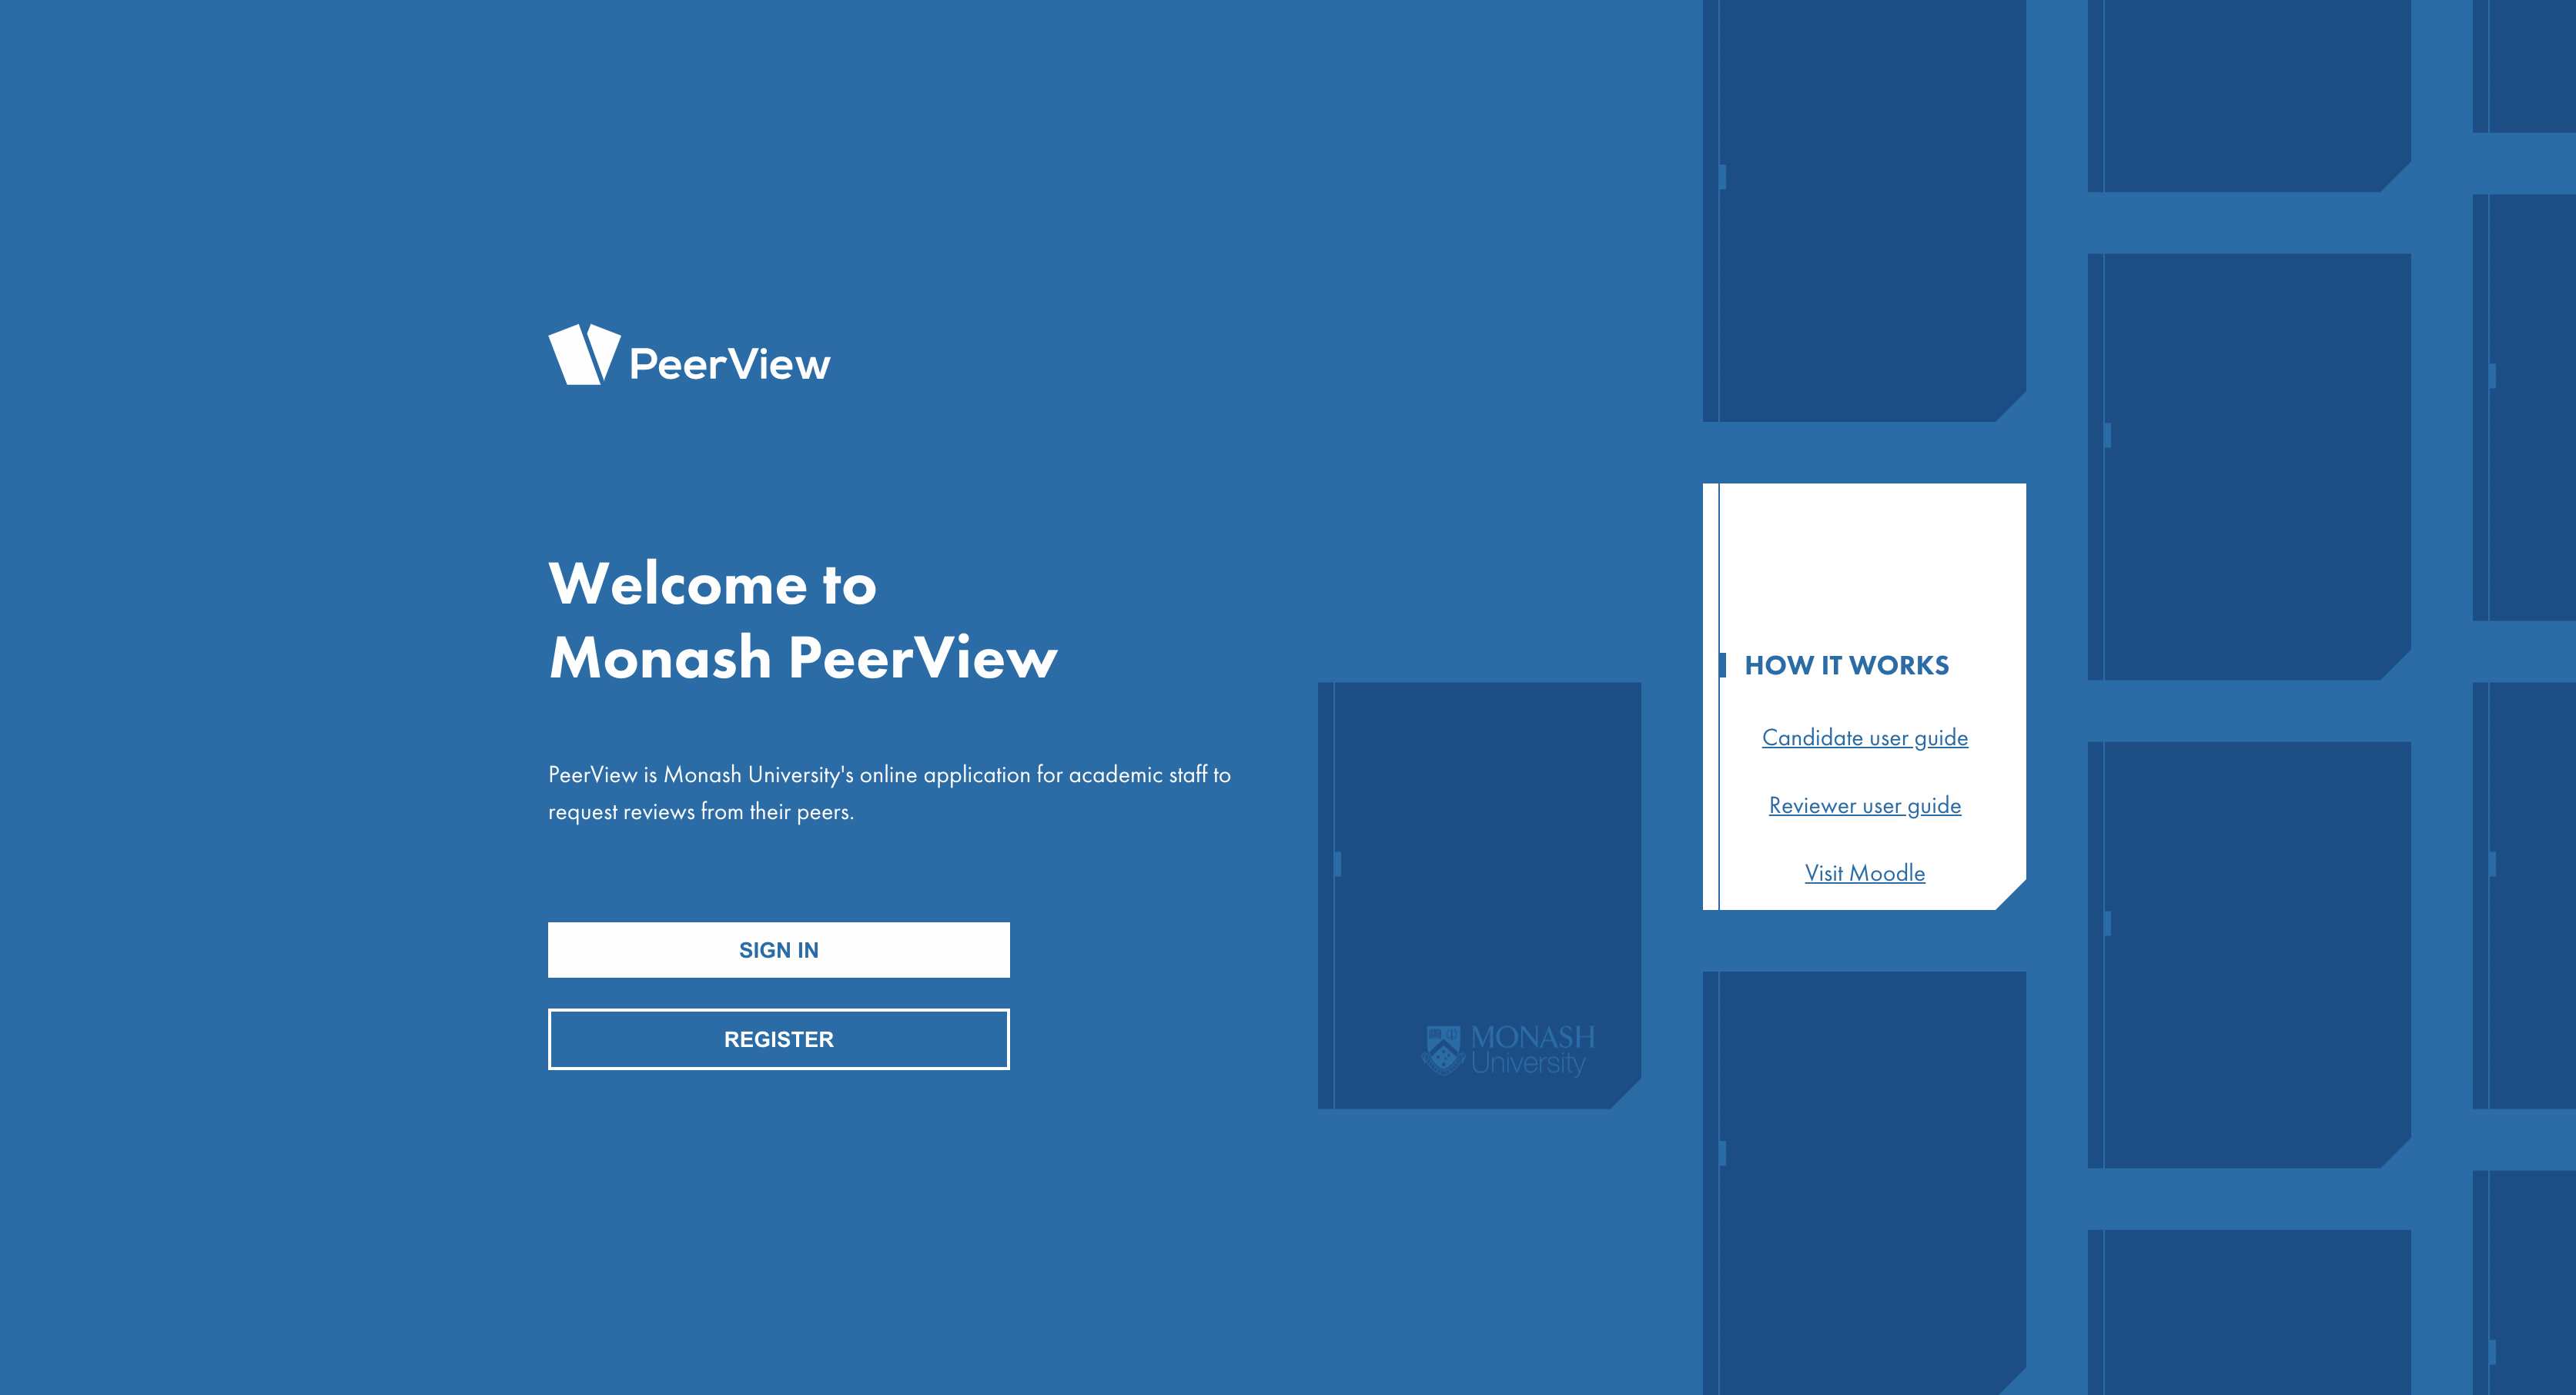 PeerView
Welcome to
Monash PeerView
PeerView is Monash University's online application for academic staff to
request reviews from their peers.
SIGN IN
REGISTER
HOW IT WORKS
Candidate user guide
Reviewer user guide
Visit Moodle
MONASH
University